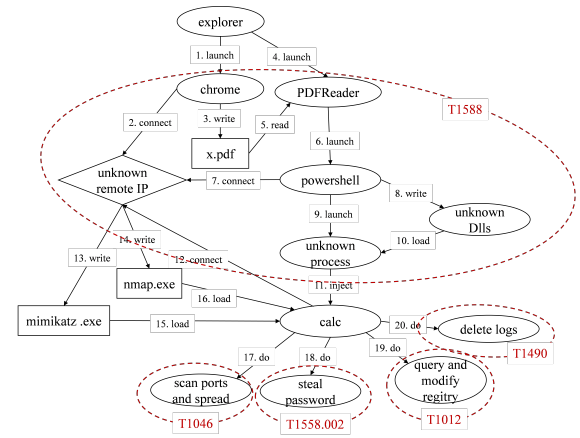 explorer
1. launch
4. launch
chrome
PDFReader
T1588
2. connect
3. write
5. read
6. launch
x.pdf
unknown
remote IP
7. connect
powershell
8. write
9. launch
unknown
Dlls
10. load
unknown
process
14. write
12. connect
13. write
11. inject
nmap.exe
16. load
mimikatz .exe
15. load
calc
20. do
delete logs
19. do
17. do
18. do
T1490
scan ports
and spread
steal
password
query and
modify
regitry
T1046
T1558.002
T1012